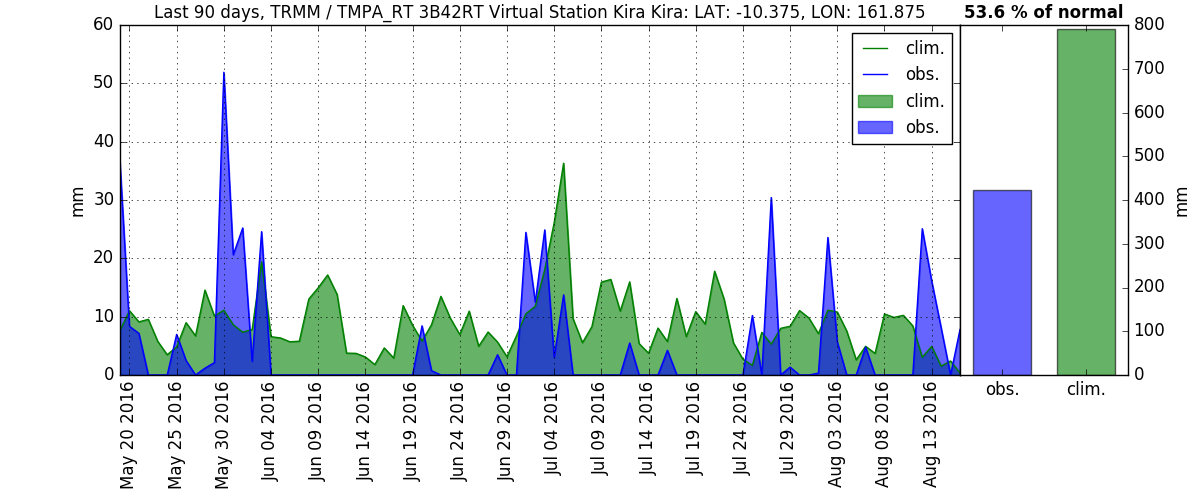 Last 90 days, TRMM / TMPA_RT 3B42RT Virtual Station Kira Kira: LAT: -10.375, LON: 161.875
53.6 % of normal
60
50
40
30
20
10
0
mm
clim.
obs.
clim.
obs.
May 20 2016
May 25 2016
May 30 2016
Jun 04 2016
Jun 09 2016
Jun 14 2016
Jun 19 2016
Jun 24 2016
Jun 29 2016
Jul 04 2016
Jul 09 2016
Jul 14 2016
Jul 19 2016
Jul 24 2016
Jul 29 2016
Aug 03 2016
Aug 08 2016
Aug 13 2016
800
700
600
500
400
300
200
100
0
mm
obs.
clim.